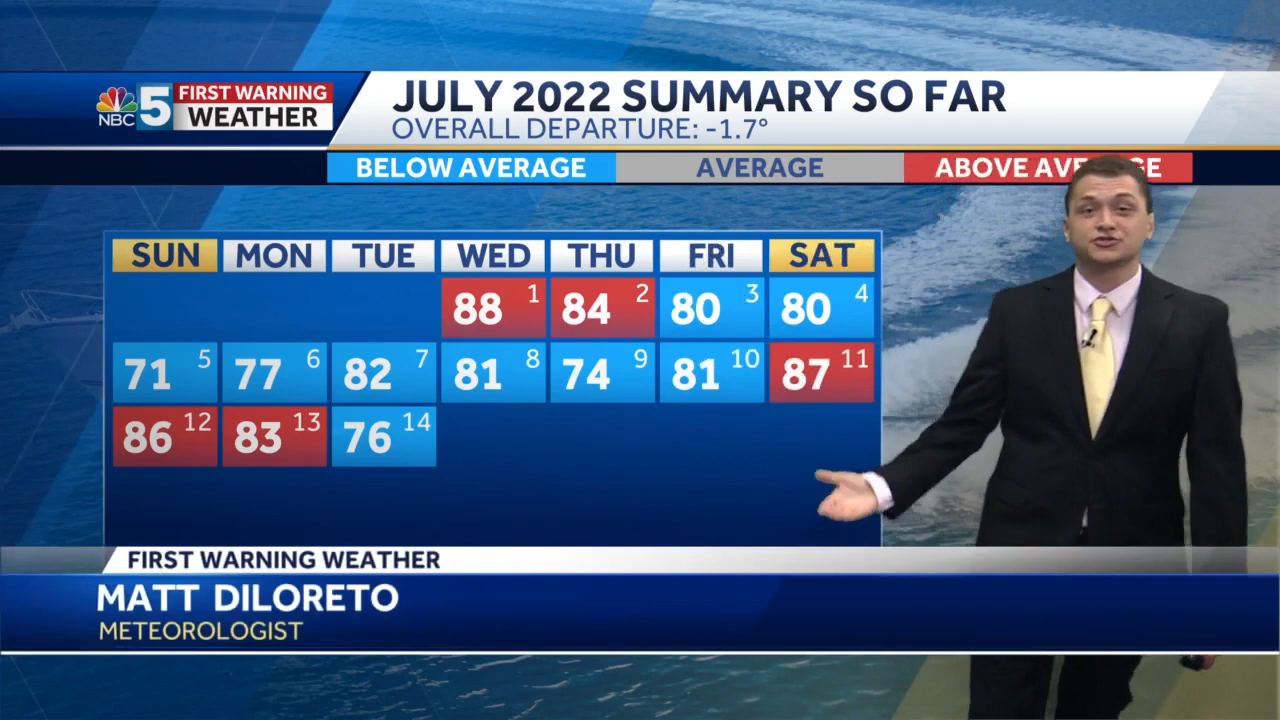 JULY 2022 SUMMARY SO FAR
OVERALL DEPARTURE: -1.7°
NBC 5 FIRST WARNING
WEATHER
BELOW AVERAGE AVERAGE ABOVE
SUN MON TUE WED THU FRI SAT
88 1 84 2 80 3 80 4
71 5 77 6 82 7 81 8 74 9 81 10 87 11
86 12 83 13 76 14
FIRST WARNING WEATHER
MATT DILORETO
METEOROLOGIST